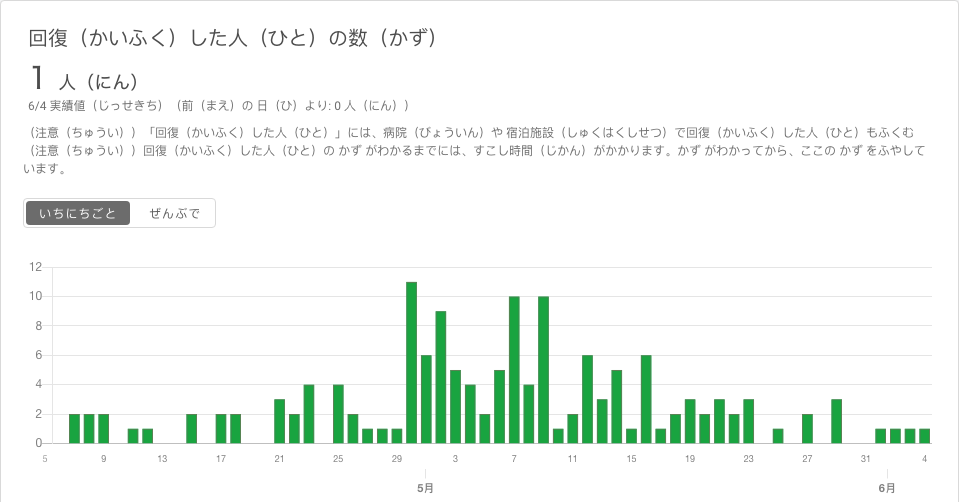 回復（かいふく）した人（ひと）の数（かず）
1 人（にん）
6/4 実績値（じっせきち）（前（まえ）の 日（ひ）より: 0 人（にん））
（注意（ちゅうい））「回復（かいふく）した人（ひと）」には、病院（びょういん）や 宿泊施設（しゅくはくしせつ）で回復（かいふく）した人（ひと）もふくむ
（注意（ちゅうい））回復（かいふく）した人（ひと）の かず がわかるまでには、すこし時間（じかん）がかかります。かず がわかってから、ここの かず をふやして
います。
いちにちごと ぜんぶで
12
10
8
6
4
2
0
5 9 13 17 21 25 29 3 7 11 15 19 23 27 31 4
5月 6月